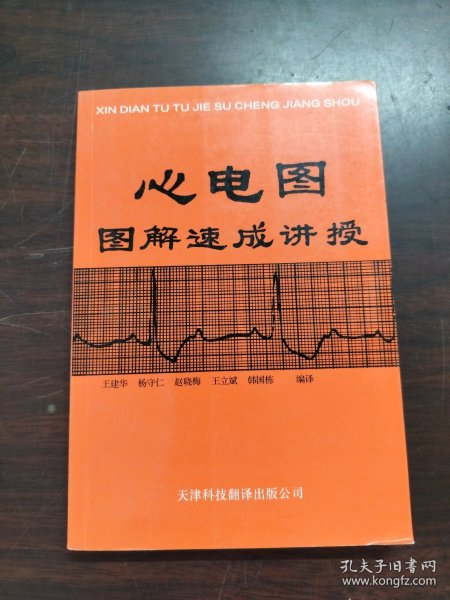 XIN DIAN TU TU JIE SU CHENG JIANG SHOU
心电图
图解速成讲授
王建华 杨守仁 赵晓梅 王立斌 韩国栋 编译
天津科技翻译出版公司
孔夫子旧书网
www.kongfz.com